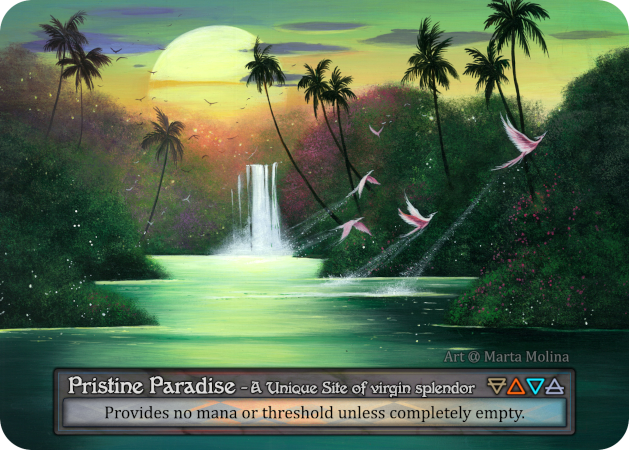 Art @ Marta Molina
Pristine Paradise - A Unique Site of virgin splendor
Provides no mana or threshold unless completely empty.